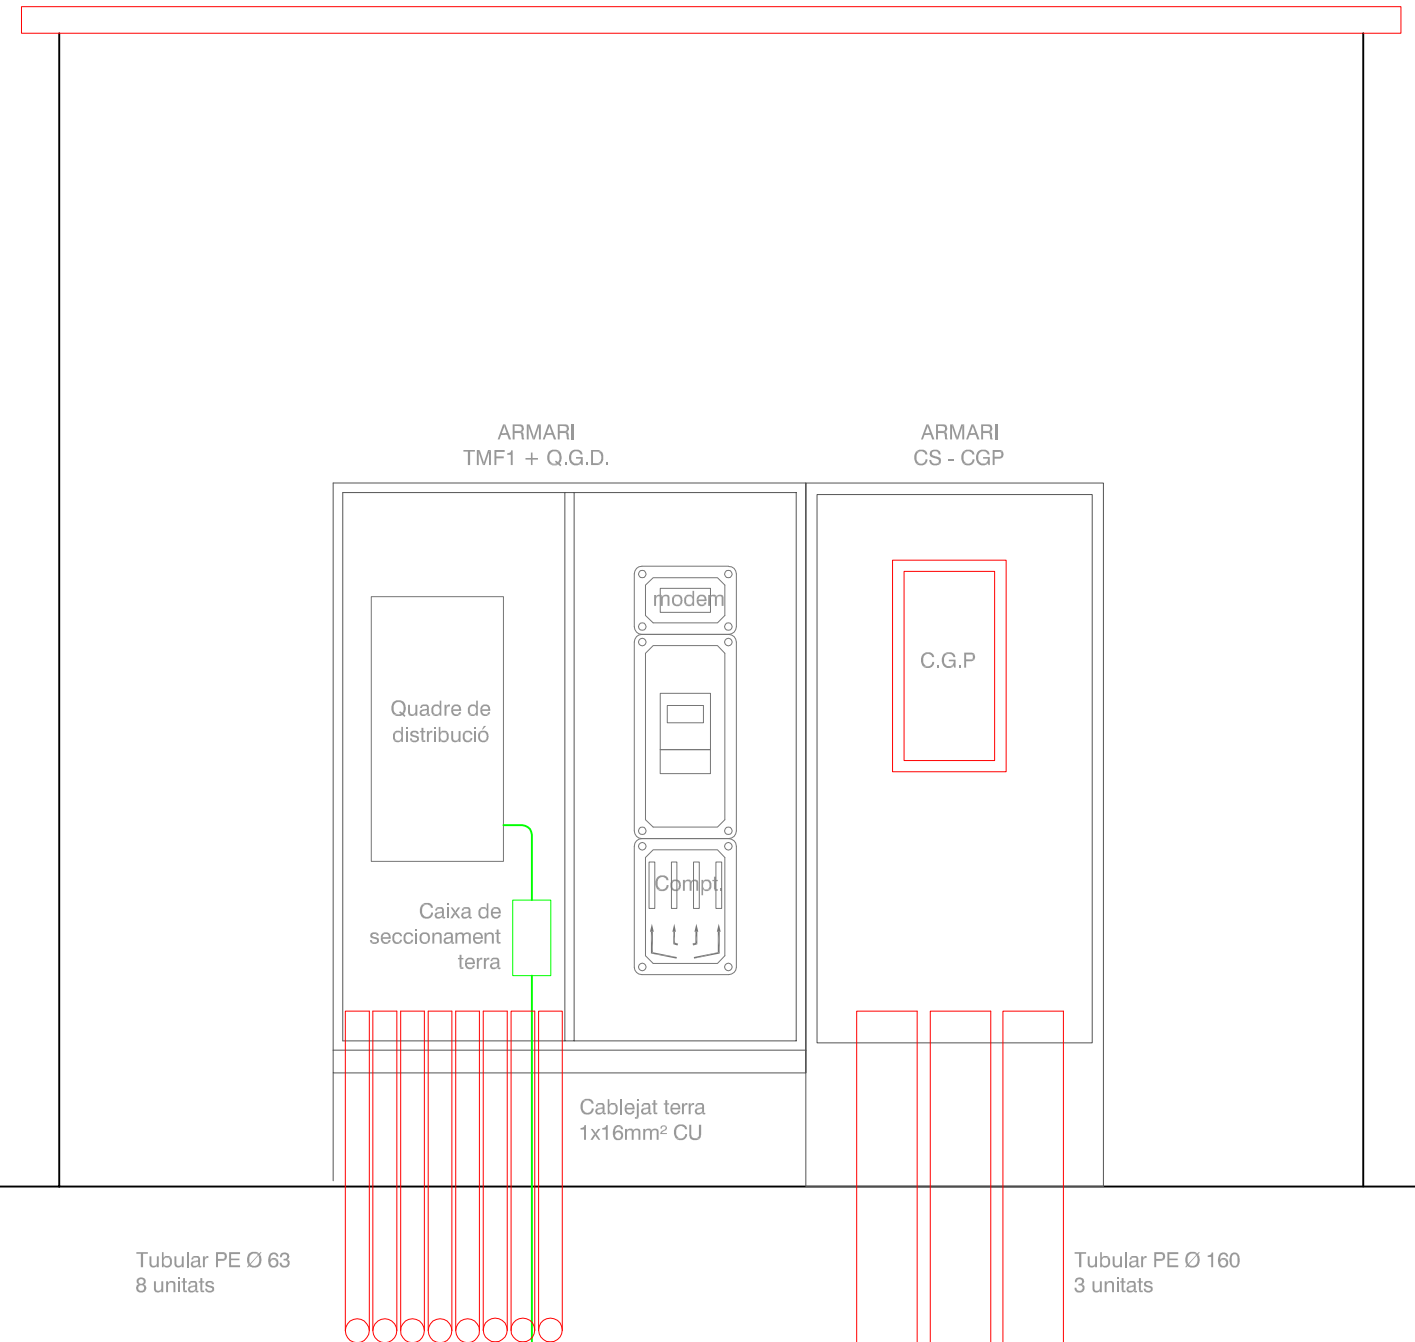 ARMARI
TMF1 + Q.G.D.
ARMARI
CS - CGP
modem
C.G.P
Quadre de
distribució
Compt.
Caixa de
seccionament
terra
Cablejat terra
1x16mm² CU
Tubular PE Ø 63
8 unitats
Tubular PE Ø 160
3 unitats